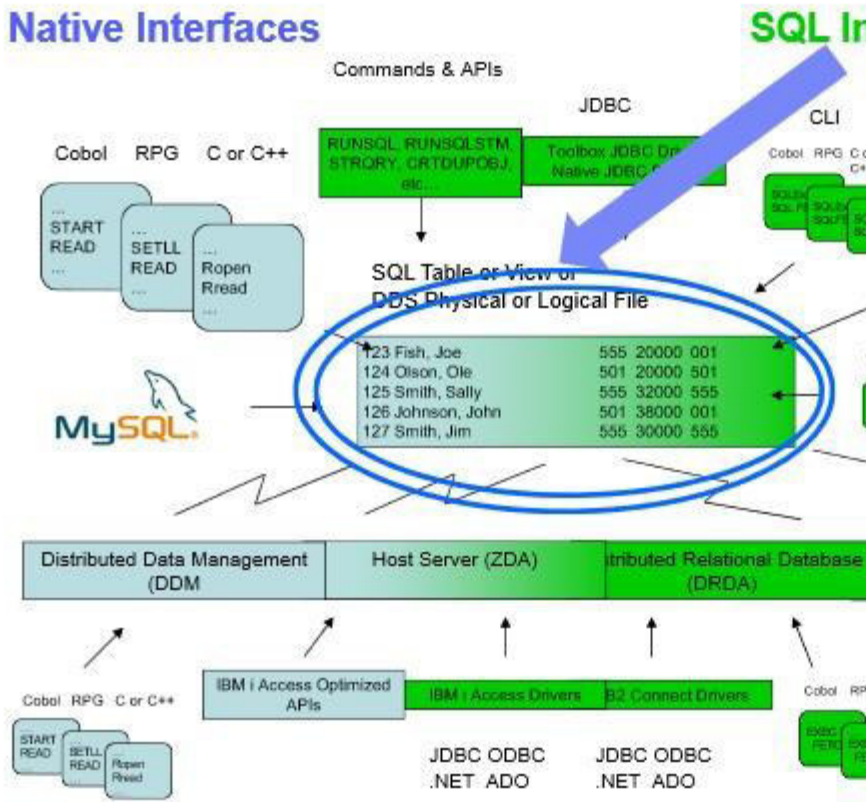 Native Interfaces
SQL In
Commands & APIs
JDBC
CLI
Cobol RPG C or C++
RUNSQL, RUNSQLSTM,
STRQRY, CRTDUPOBJ,
etc...
Toolbox JDBC
Native JDBC
Cobol RPG
...
START
READ
...
...
SETLL
READ
...
...
Ropen
Rread
...
SQL Table or View or
DDS Physical or Logical File
123 Fish, Joe 555 20000 001
124 Olson, Ole 501 20000 501
125 Smith, Sally 555 32000 555
126 Johnson, John 501 38000 001
127 Smith, Jim 555 30000 555
MySQL
Distributed Data Management
(DDM
Host Server (ZDA)
tributed Relational Database
(DRDA)
IBM i Access Optimized
APIs
IBM i Access Drivers
B2 Connect Drivers
Cobol RPG C or C++
START
READ
SETLL
READ
Ropen
Rread
JDBC ODBC
.NET ADO
JDBC ODBC
.NET ADO
Cobol RP
EXEC